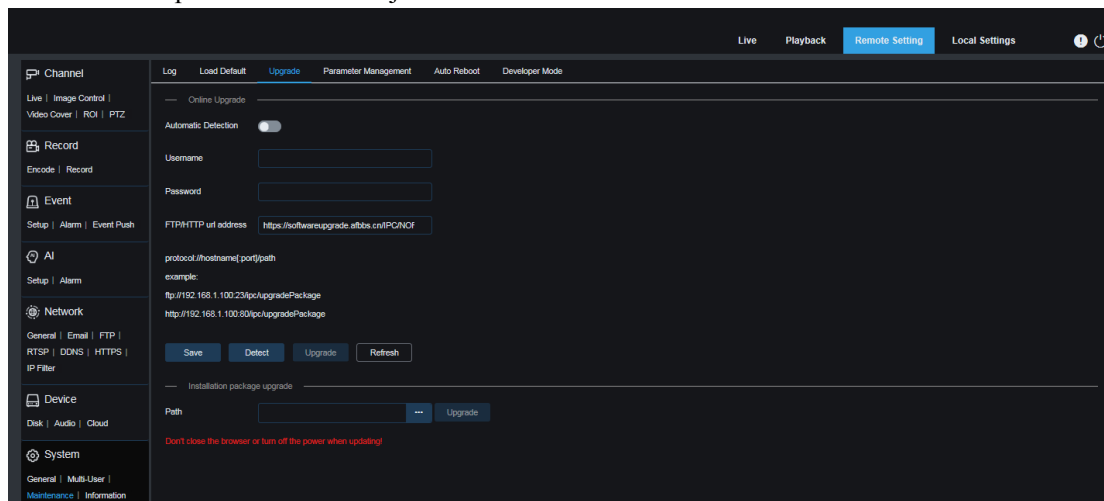 Live Playback Remote Setting Local Settings
Channel
Live | Image Control |
Video Cover | ROI | PTZ
Record
Encode | Record
Event
Setup | Alarm | Event Push
AI
Setup | Alarm
Network
General | Email | FTP |
RTSP | DDNS | HTTPS |
IP Filter
Device
Disk | Audio | Cloud
System
General | Multi-User |
Maintenance | Information
Log Load Default Upgrade Parameter Management Auto Reboot Developer Mode
Online Upgrade
Automatic Detection
Username
Password
FTP/HTTP url address https://softwareupgrade.afbbs.cn/IPC/NOF
protocol://hostname[:port]/path
example:
ftp://192.168.1.100:23/ipc/upgradePackage
http://192.168.1.100:80/ipc/upgradePackage
Save Detect Upgrade Refresh
Installation package upgrade
Path ... Upgrade
Don't close the browser or turn off the power when updating!